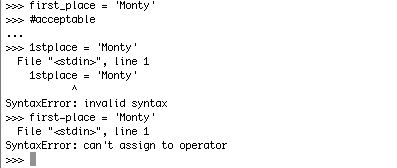 >>> first_place = 'Monty'
>>> #acceptable
...
>>> 1stplace = 'Monty'
  File "<stdin>", line 1
    1stplace = 'Monty'
           ^
SyntaxError: invalid syntax
>>> first-place = 'Monty'
  File "<stdin>", line 1
SyntaxError: can't assign to operator
>>>